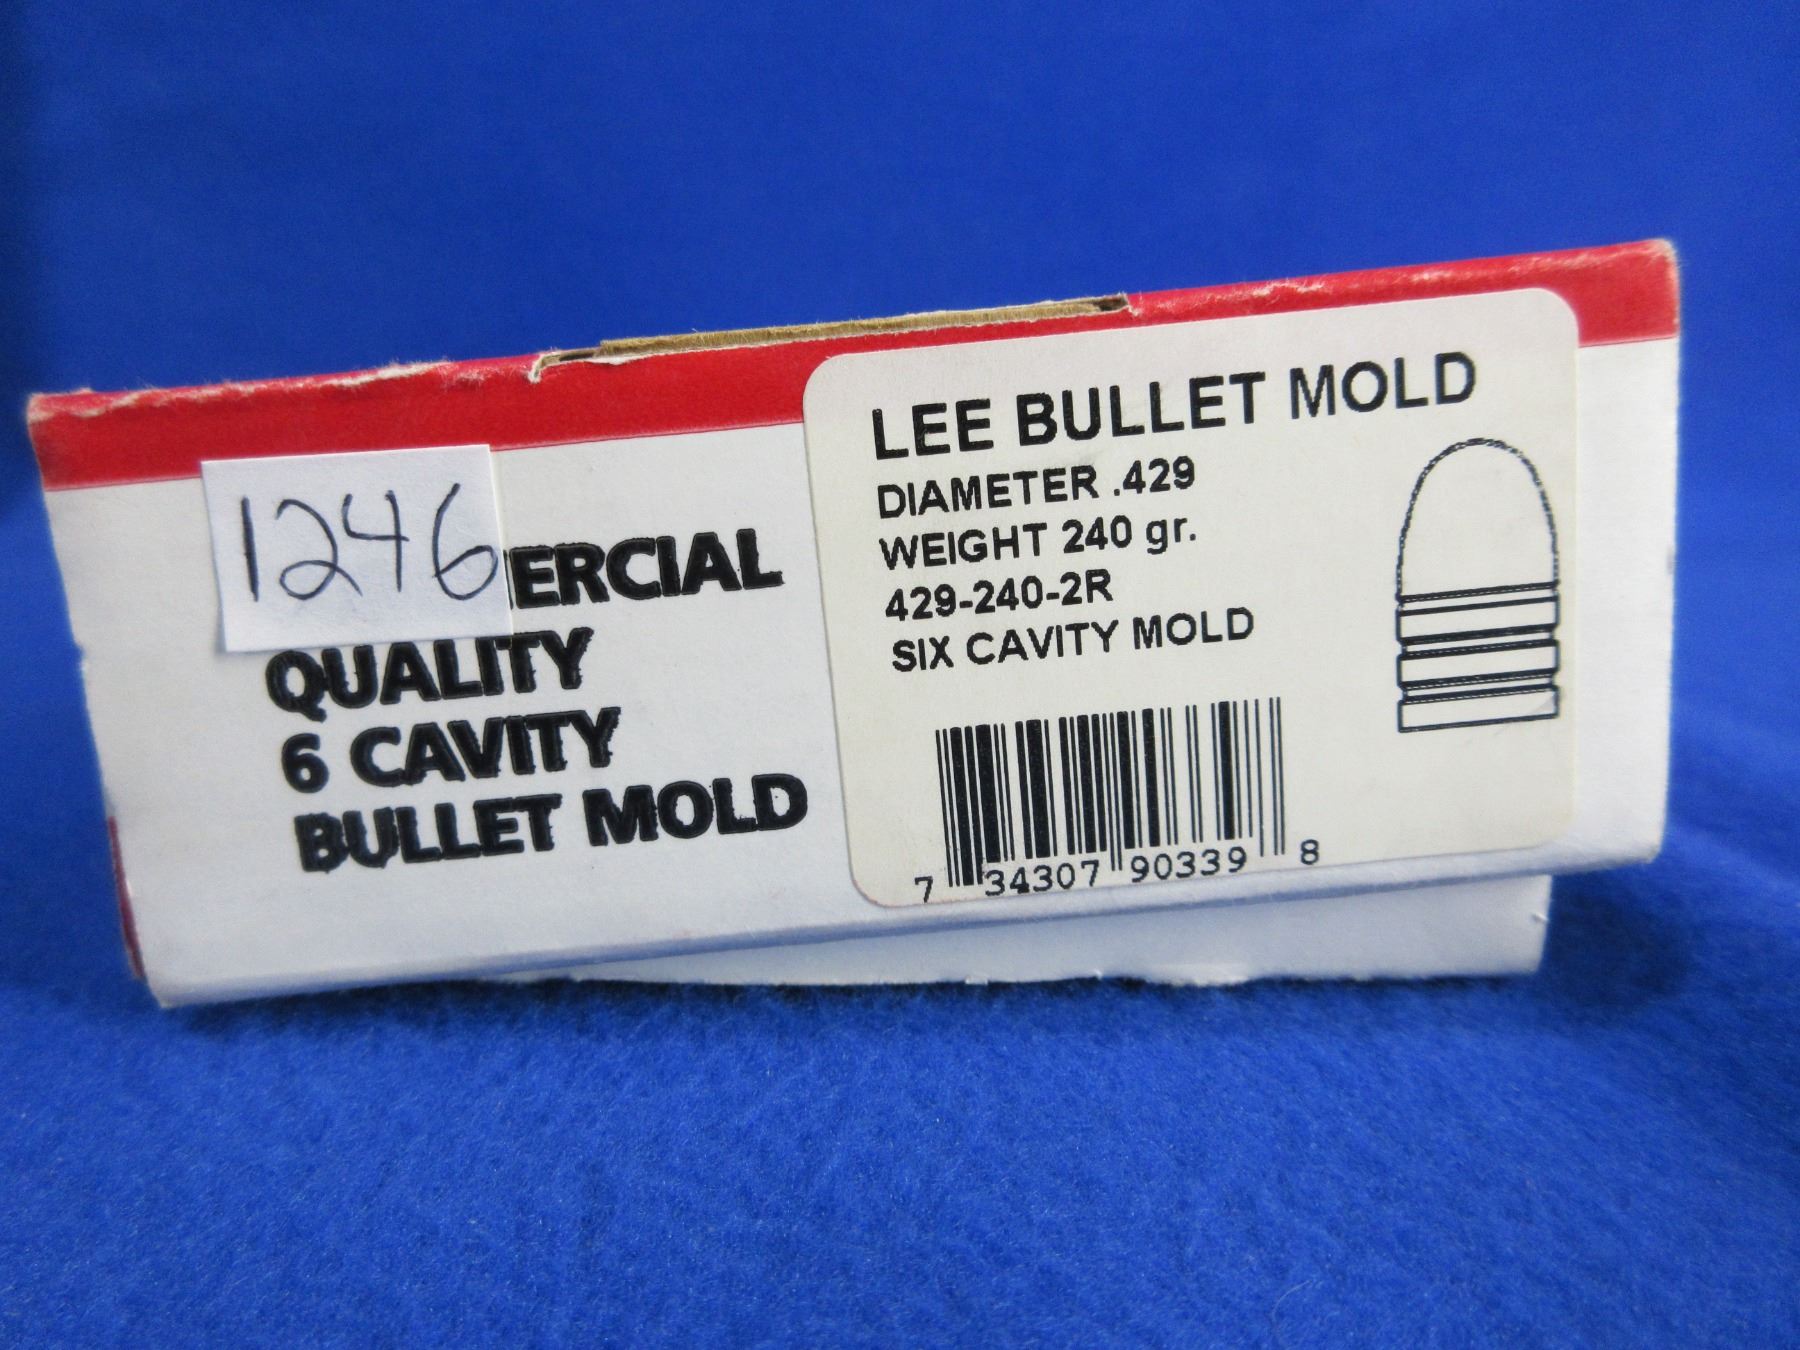 1246
ERCIAL
QUALITY
6 CAVITY
BULLET MOLD
LEE BULLET MOLD
DIAMETER .429
WEIGHT 240 gr.
429-240-2R
SIX CAVITY MOLD
7 34307 90339 8